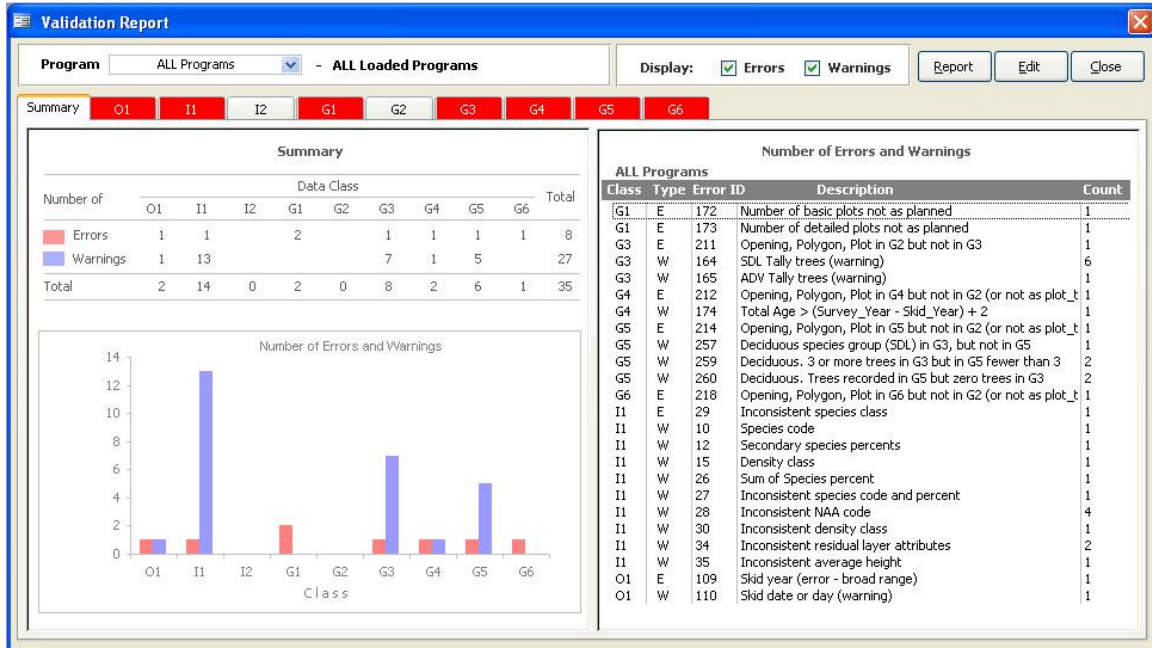 Validation Report
Program ALL Programs - ALL Loaded Programs Display: Errors Warnings Report Edit Close
Summary O1 I1 I2 G1 G2 G3 G4 G5 G6
Summary
Number of Data Class Total
O1 I1 I2 G1 G2 G3 G4 G5 G6
Errors 1 1 2 1 1 1 1 8
Warnings 1 13 7 1 5 27
Total 2 14 0 2 0 8 2 6 1 35
Number of Errors and Warnings
14
12
10
8
6
4
2
0
O1 I1 I2 G1 G2 G3 G4 G5 G6
Class
Number of Errors and Warnings
ALL Programs
Class Type Error ID Description Count
G1 E 172 Number of basic plots not as planned 1
G1 E 173 Number of detailed plots not as planned 1
G3 E 211 Opening, Polygon, Plot in G2 but not in G3 1
G3 W 164 SDL Tally trees (warning) 6
G3 W 165 ADV Tally trees (warning) 1
G4 E 212 Opening, Polygon, Plot in G4 but not in G2 (or not as plot_t 1
G4 W 174 Total Age > (Survey_Year - Skid_Year) + 2 1
G5 E 214 Opening, Polygon, Plot in G5 but not in G2 (or not as plot_t 1
G5 W 257 Deciduous species group (SDL) in G3, but not in G5 1
G5 W 259 Deciduous. 3 or more trees in G3 but in G5 fewer than 3 2
G5 W 260 Deciduous. Trees recorded in G5 but zero trees in G3 2
G6 E 218 Opening, Polygon, Plot in G6 but not in G2 (or not as plot_t 1
I1 E 29 Inconsistent species class 1
I1 W 10 Species code 1
I1 W 12 Secondary species percents 1
I1 W 15 Density class 1
I1 W 26 Sum of Species percent 1
I1 W 27 Inconsistent species code and percent 1
I1 W 28 Inconsistent NAA code 4
I1 W 30 Inconsistent density class 1
I1 W 34 Inconsistent residual layer attributes 2
I1 W 35 Inconsistent average height 1
O1 E 109 Skid year (error - broad range) 1
O1 W 110 Skid date or day (warning) 1